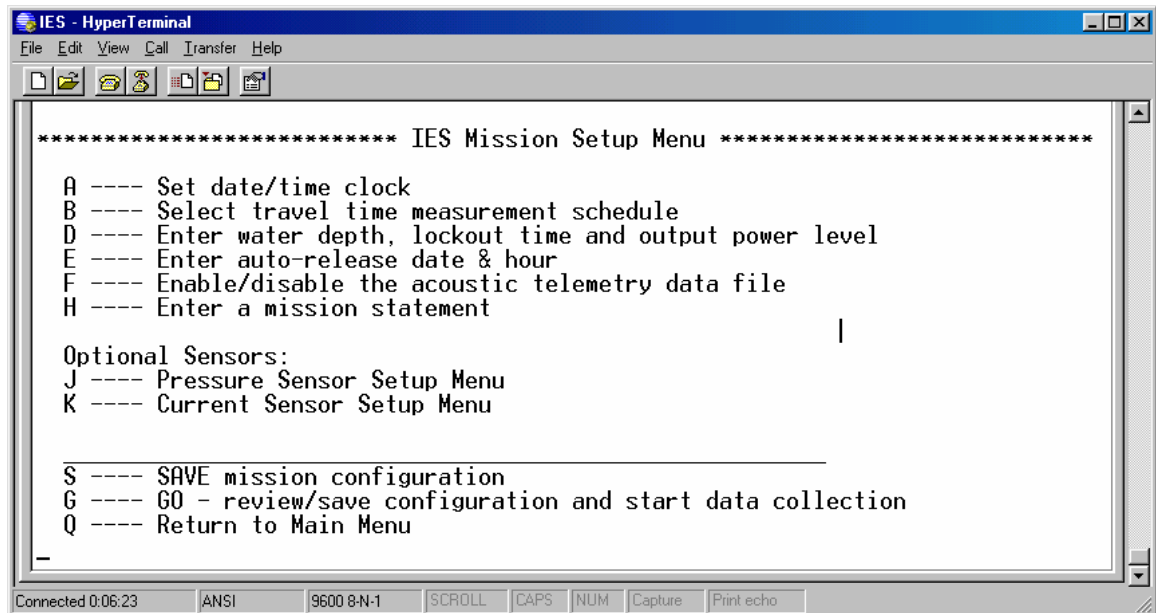 IES - HyperTerminal
File Edit View Call Transfer Help
*************************** IES Mission Setup Menu ****************************
A ---- Set date/time clock
B ---- Select travel time measurement schedule
D ---- Enter water depth, lockout time and output power level
E ---- Enter auto-release date & hour
F ---- Enable/disable the acoustic telemetry data file
H ---- Enter a mission statement
Optional Sensors:
J ---- Pressure Sensor Setup Menu
K ---- Current Sensor Setup Menu
S ---- SAVE mission configuration
G ---- GO - review/save configuration and start data collection
Q ---- Return to Main Menu
Connected 0:06:23 ANSI 9600 8-N-1 SCROLL CAPS NUM Capture Print echo